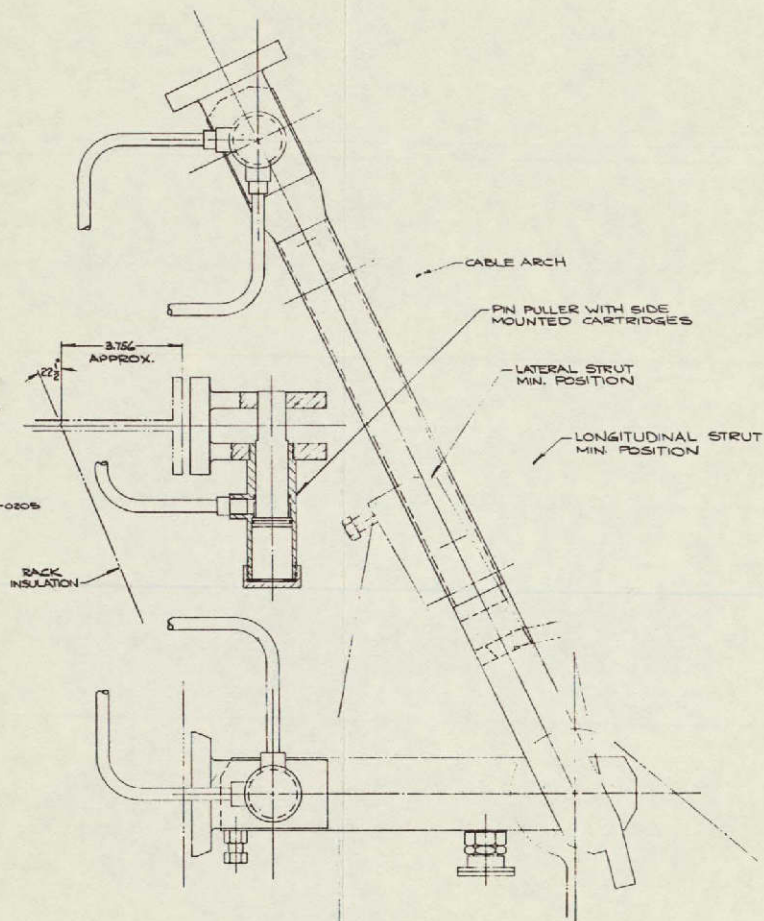 CABLE ARCH
PIN PULLER WITH SIDE
MOUNTED CARTRIDGES
3.756
APPROX.
22½°
LATERAL STRUT
MIN. POSITION
LONGITUDINAL STRUT
MIN. POSITION
-0205
RACK
INSULATION